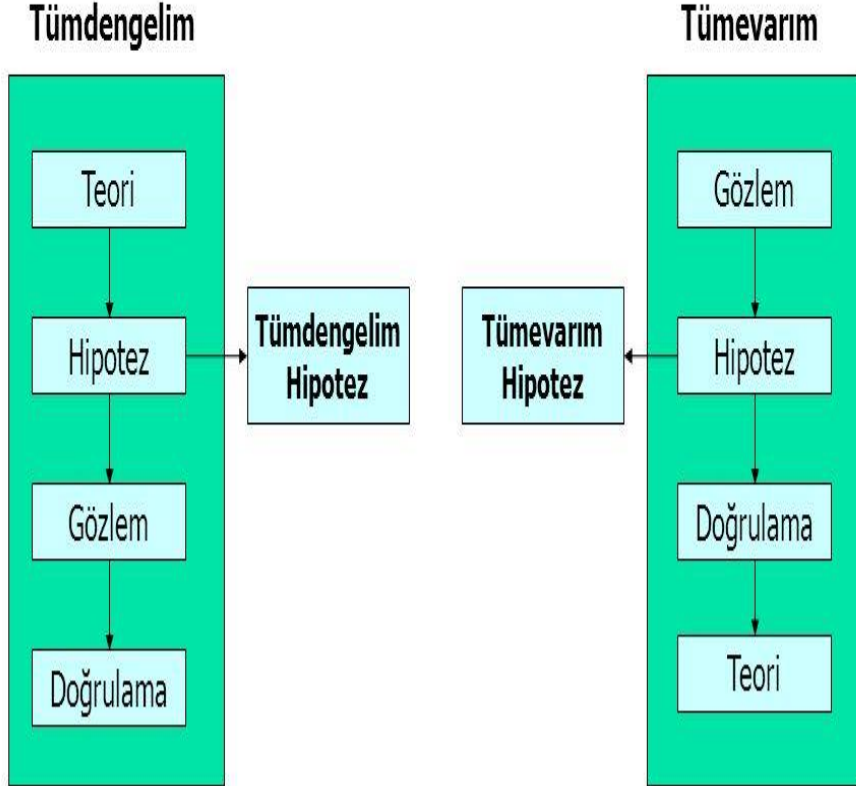 Tümdengelim
Teori
Hipotez
Gözlem
Doğrulama
Tümdengelim
Hipotez
Tümevarım
Gözlem
Hipotez
Doğrulama
Teori
Tümevarım
Hipotez